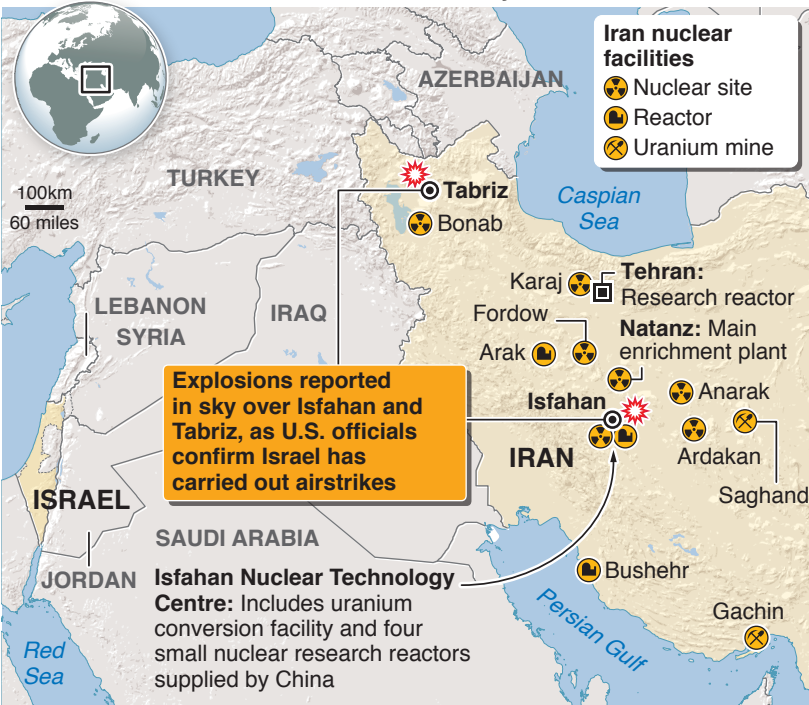 Iran nuclear
facilities
Nuclear site
Reactor
Uranium mine
AZERBAIJAN
TURKEY
100km
60 miles
Tabriz
Bonab
Caspian
Sea
Karaj
Tehran:
Research reactor
Fordow
Natanz: Main
enrichment plant
Arak
LEBANON
SYRIA
IRAQ
Explosions reported
in sky over Isfahan and
Tabriz, as U.S. officials
confirm Israel has
carried out airstrikes
Isfahan
Anarak
IRAN
Ardakan
Saghand
ISRAEL
SAUDI ARABIA
JORDAN
Isfahan Nuclear Technology
Centre: Includes uranium
conversion facility and four
small nuclear research reactors
supplied by China
Bushehr
Persian Gulf
Gachin
Red
Sea